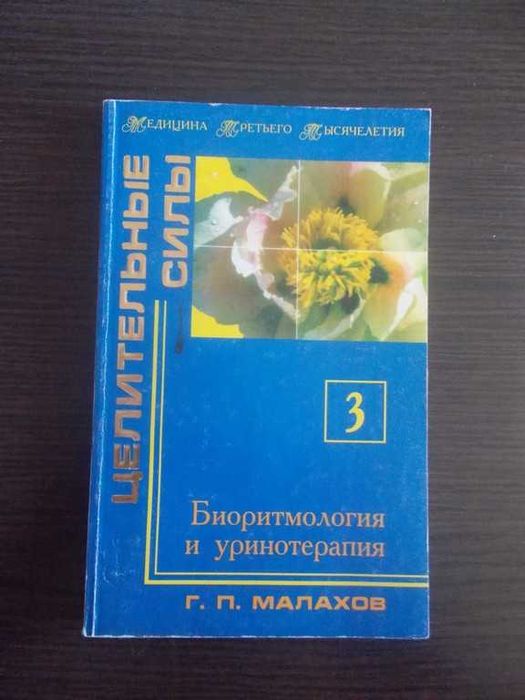 Медицина Третьего Тысячелетия
ЦЕЛИТЕЛЬНЫЕ
СИЛЫ
3
Биоритмология
и уринотерапия
Г. П. МАЛАХОВ